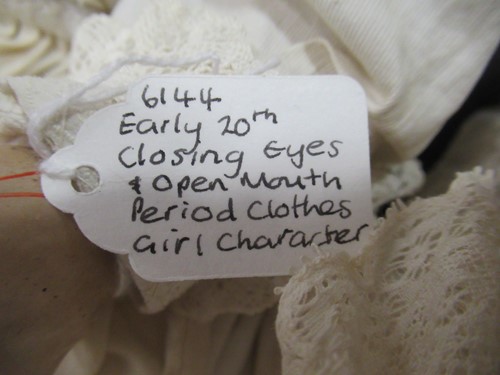 6144
Early 20th
Closing Eyes
& Open Mouth
Period Clothes
Girl Character